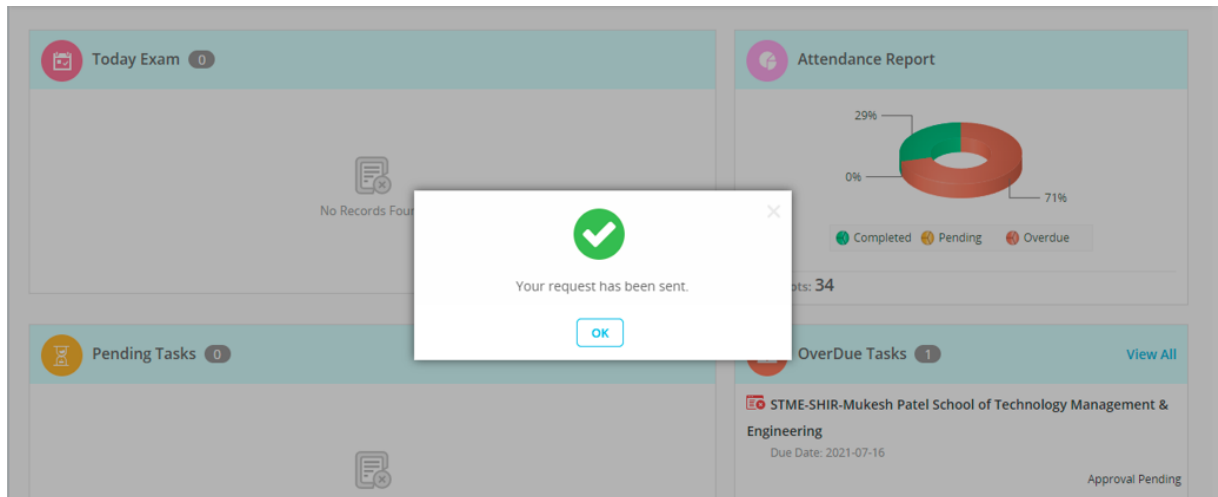 Today Exam 0
No Records Four
Attendance Report
29%
0%
71%
Completed Pending Overdue
ots: 34
Your request has been sent.
OK
Pending Tasks 0
OverDue Tasks 1 View All
STME-SHIR-Mukesh Patel School of Technology Management &
Engineering
Due Date: 2021-07-16
Approval Pending